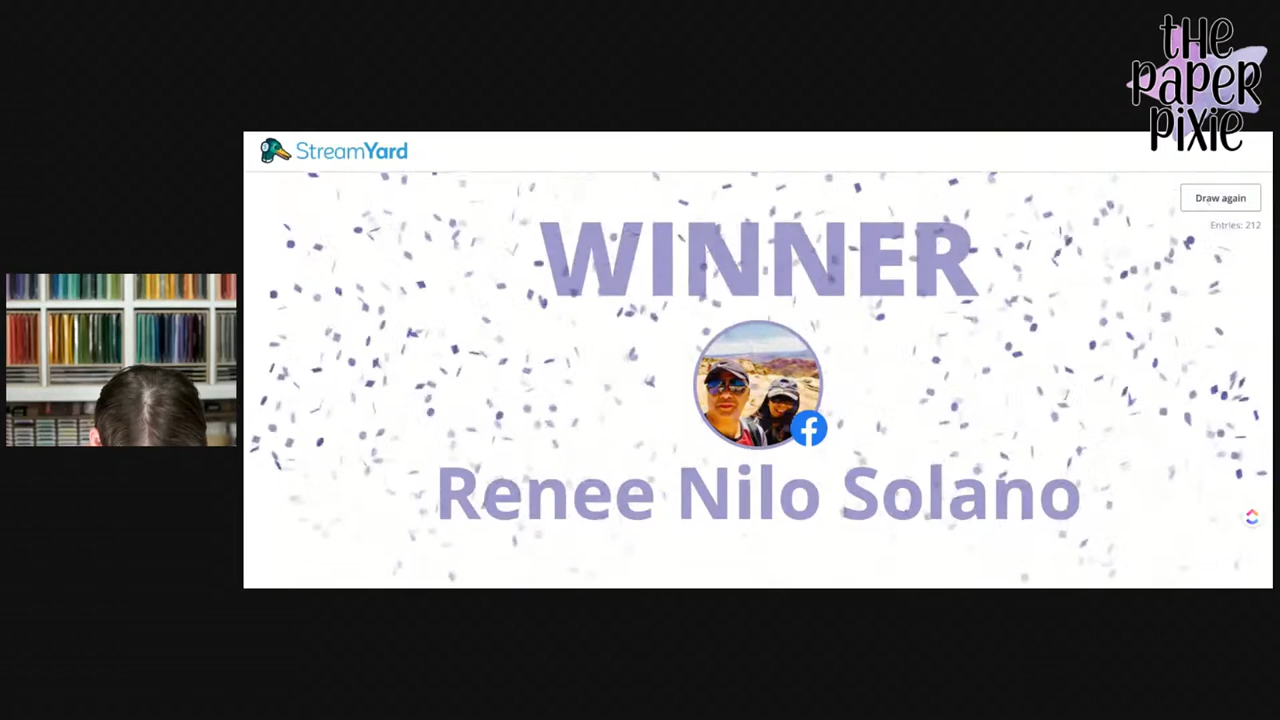 tHE
PAPER
PiXiE
StreamYard
Draw again
Entries: 212
WINNER
Renee Nilo Solano